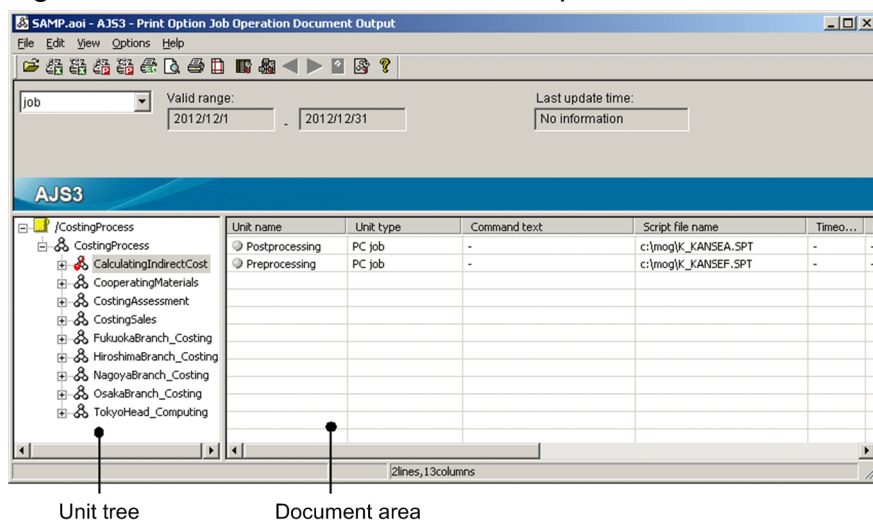 SAMP.aoi - AJS3 - Print Option Job Operation Document Output
File Edit View Options Help
job
Valid range:
2012/12/1 - 2012/12/31
Last update time:
No information
AJS3
/CostingProcess
CostingProcess
CalculatingIndirectCost
CooperatingMaterials
CostingAssessment
CostingSales
FukuokaBranch_Costing
HiroshimaBranch_Costing
NagoyaBranch_Costing
OsakaBranch_Costing
TokyoHead_Computing
Unit name Unit type Command text Script file name Timeo...
Postprocessing PC job - c:\mog\K_KANSEA.SPT - -
Preprocessing PC job - c:\mog\K_KANSEF.SPT - -
2lines,13columns
Unit tree
Document area